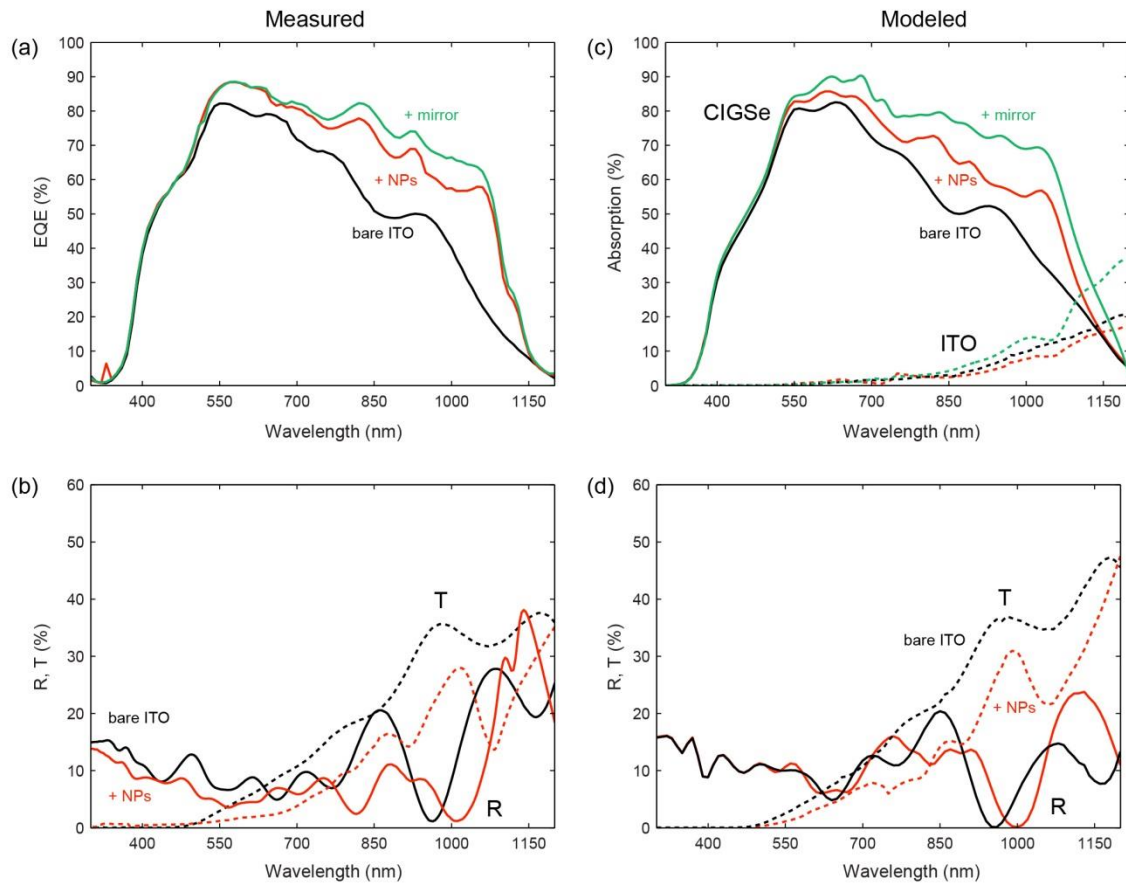 Measured
Modeled
(a)
100
90
80
70
60
50
40
30
20
10
0
EQE (%)
+ mirror
+ NPs
bare ITO
400 550 700 850 1000 1150
Wavelength (nm)
(c)
100
90
80
70
60
50
40
30
20
10
0
Absorption (%)
CIGSe
+ mirror
+ NPs
bare ITO
ITO
400 550 700 850 1000 1150
Wavelength (nm)
(b)
60
50
40
30
20
10
0
R, T (%)
T
bare ITO
+ NPs
R
400 550 700 850 1000 1150
Wavelength (nm)
(d)
60
50
40
30
20
10
0
R, T (%)
T
bare ITO
+ NPs
R
400 550 700 850 1000 1150
Wavelength (nm)